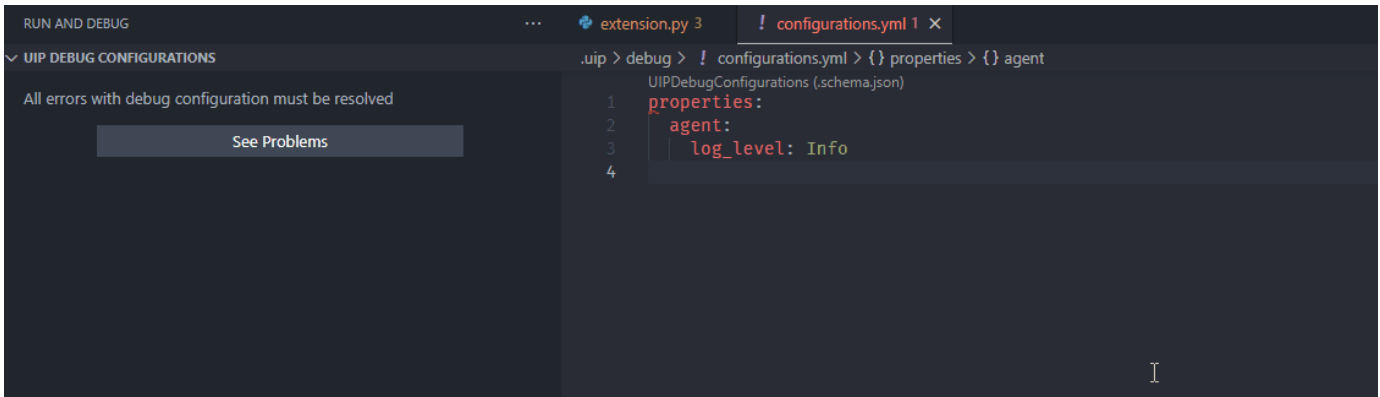 RUN AND DEBUG ···
UIP DEBUG CONFIGURATIONS
All errors with debug configuration must be resolved
See Problems
extension.py 3
! configurations.yml 1 ×
.uip > debug > ! configurations.yml > {} properties > {} agent
UIPDebugConfigurations (.schema.json)
1 properties:
2 agent:
3 log_level: Info
4